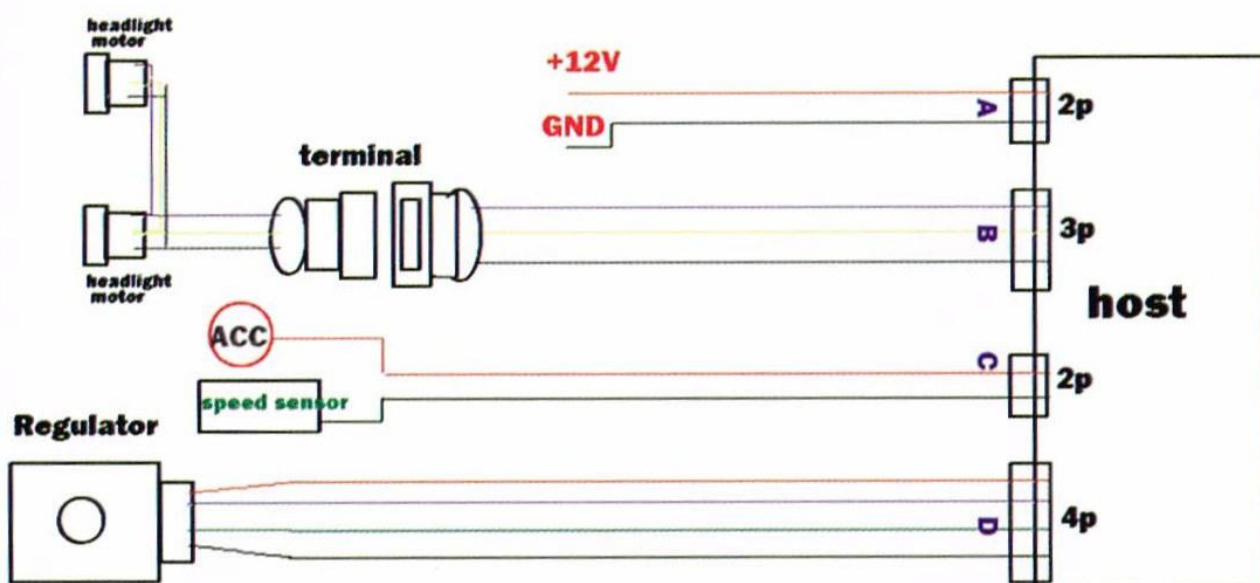 headlight
motor
+12V
A
2p
GND
terminal
B
3p
headlight
motor
host
ACC
C
2p
speed sensor
Regulator
D
4p